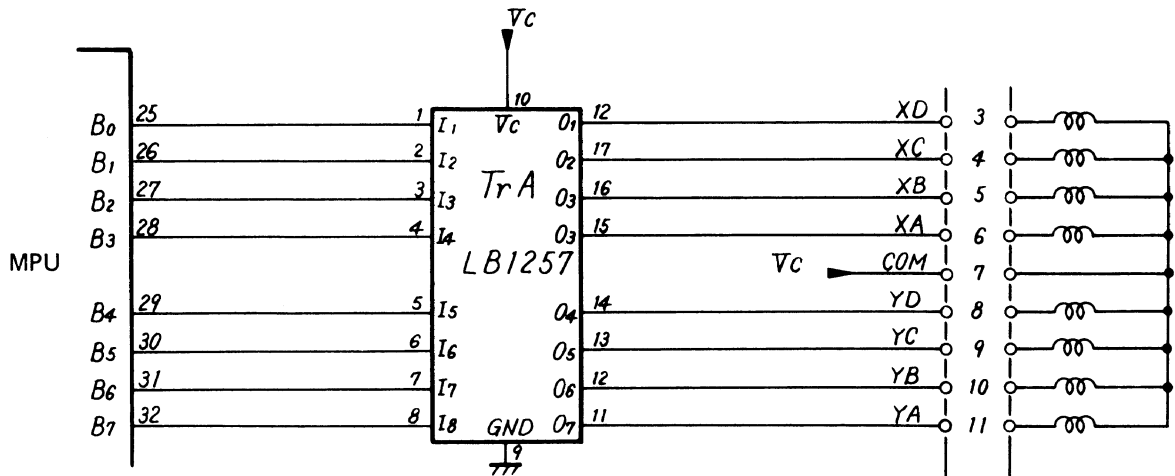 Vc
10
B0 25 1 I1 Vc O1 12 XD 3
B1 26 2 I2 O2 17 XC 4
B2 27 3 I3 TrA O3 16 XB 5
B3 28 4 I4 O3 15 XA 6
MPU LB1257 Vc COM 7
B4 29 5 I5 O4 14 YD 8
B5 30 6 I6 O5 13 YC 9
B6 31 7 I7 O6 12 YB 10
B7 32 8 I8 GND O7 11 YA 11
9